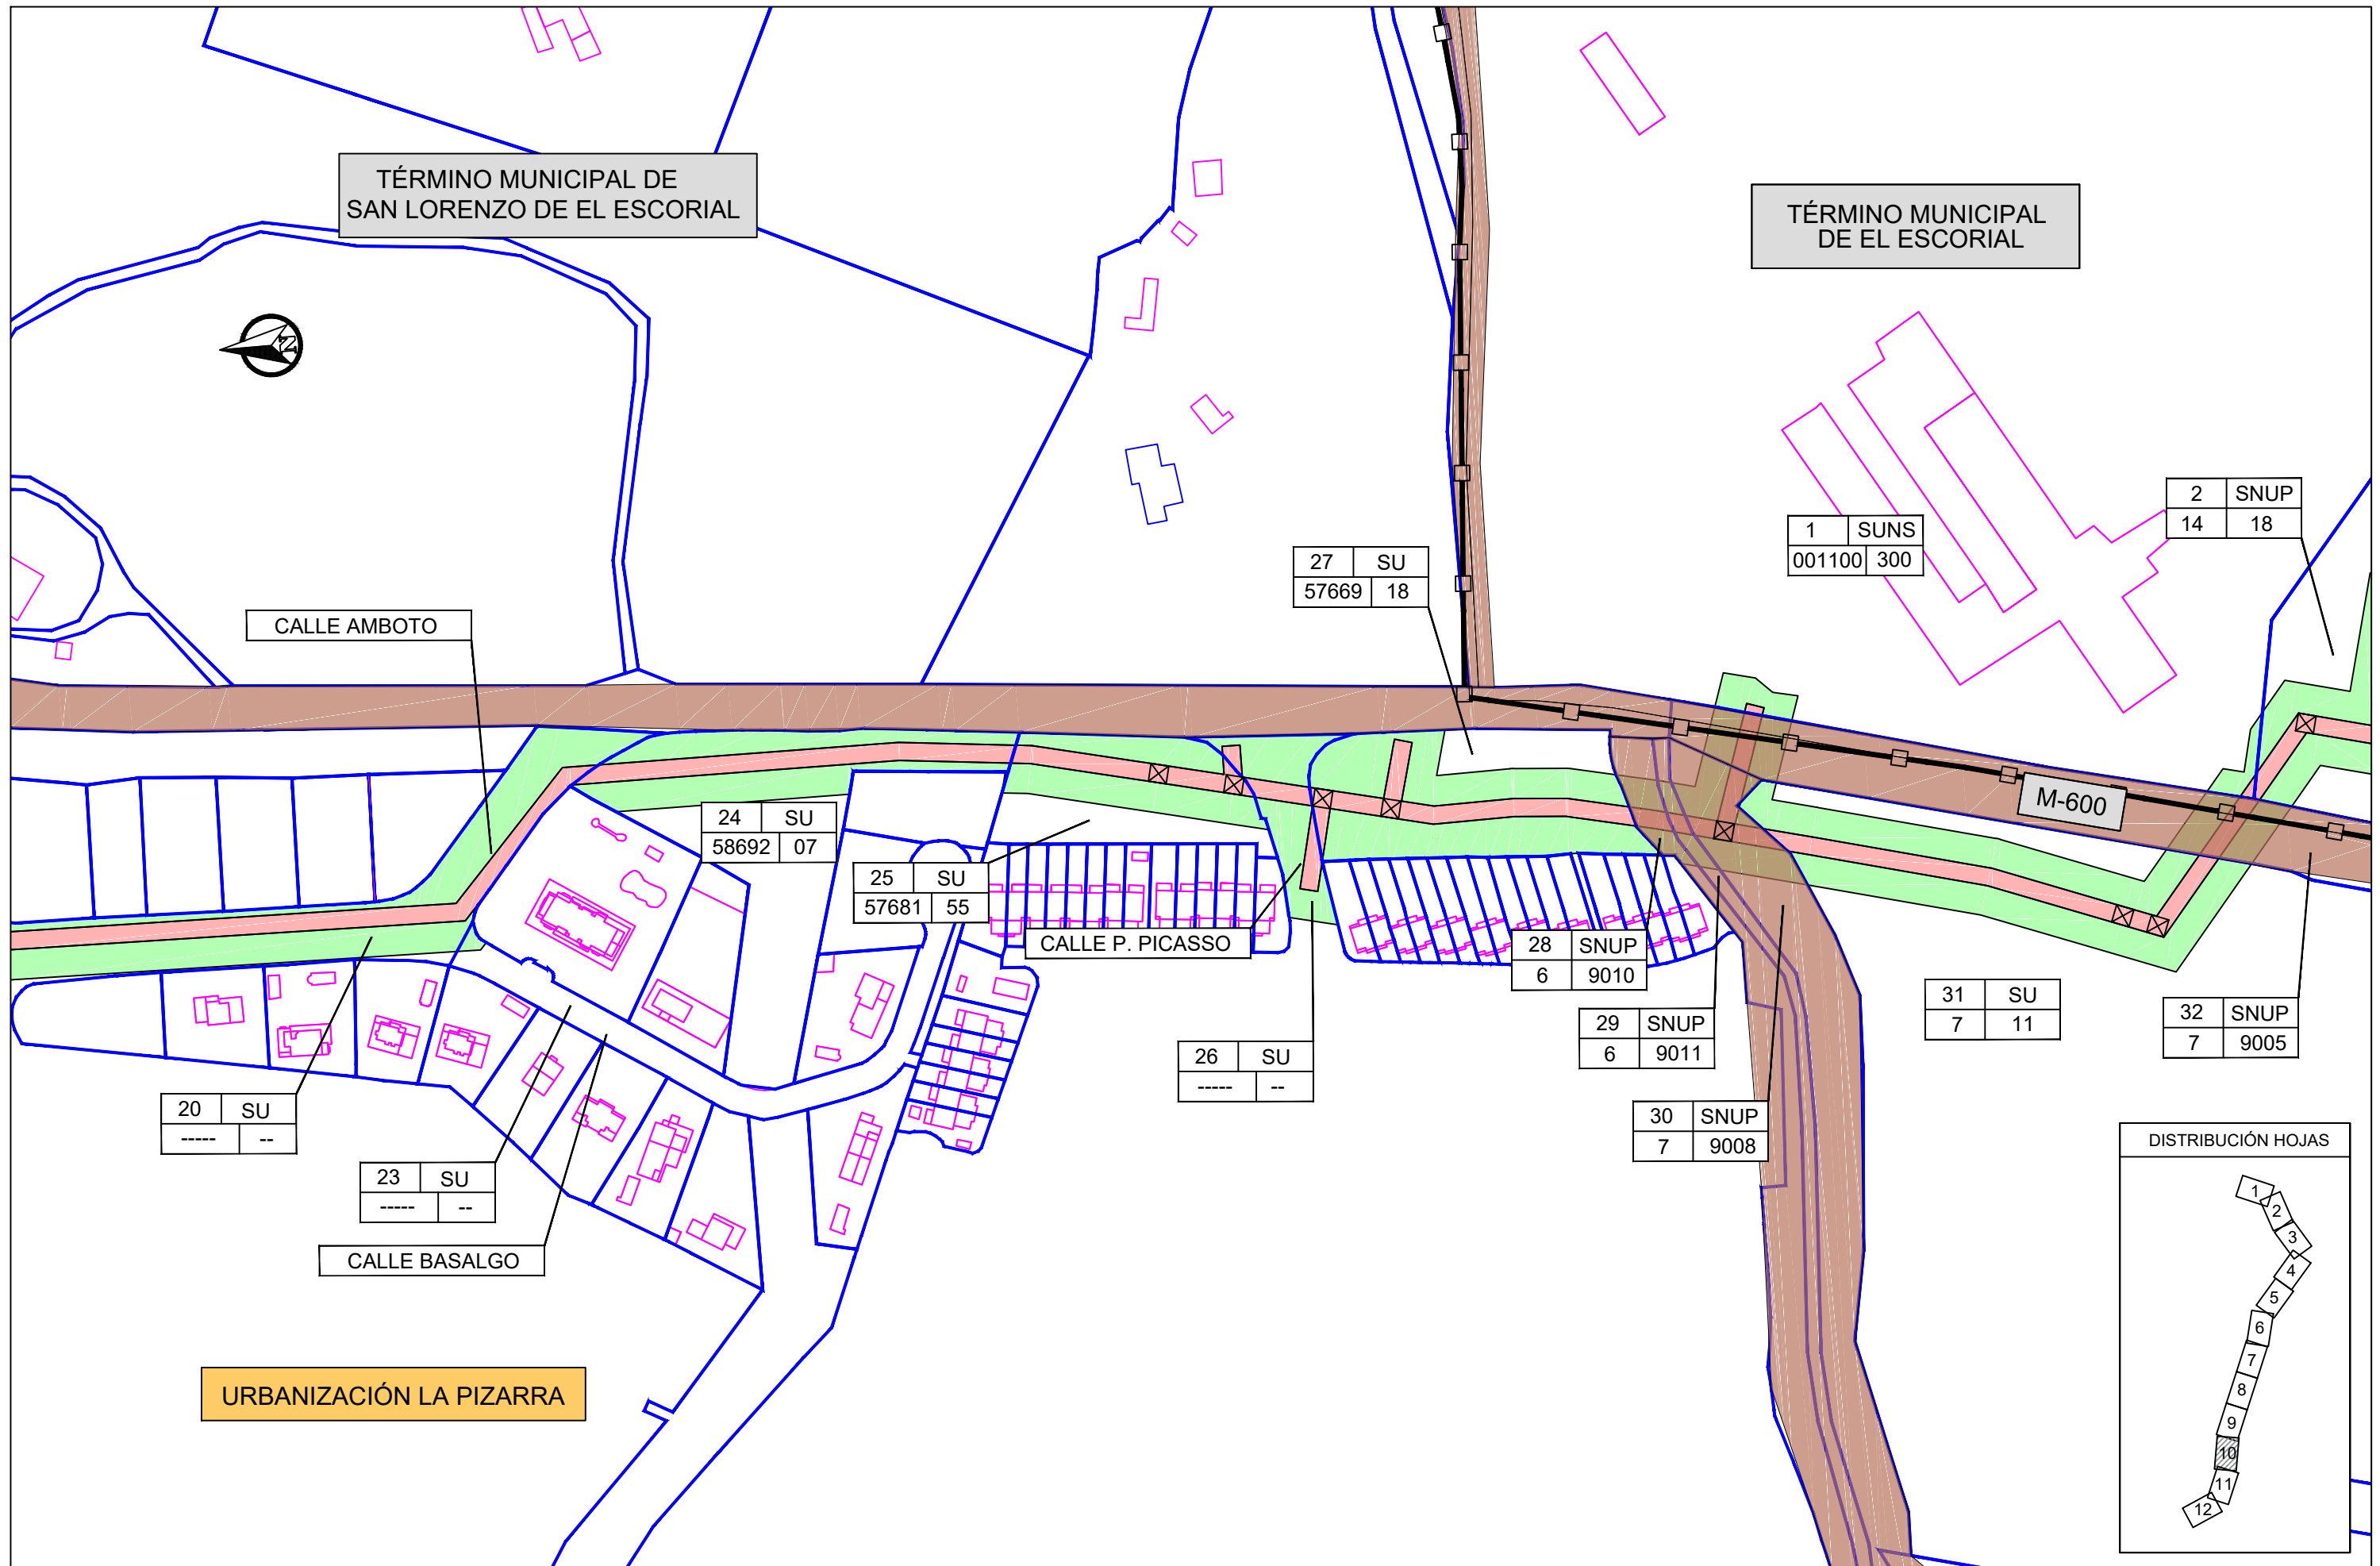 TÉRMINO MUNICIPAL DE
SAN LORENZO DE EL ESCORIAL
TÉRMINO MUNICIPAL
DE EL ESCORIAL
N
2 SNUP
14 18
1 SUNS
001100 300
27 SU
57669 18
CALLE AMBOTO
M-600
24 SU
58692 07
25 SU
57681 55
CALLE P. PICASSO
28 SNUP
6 9010
31 SU
7 11
32 SNUP
7 9005
29 SNUP
6 9011
26 SU
----- --
20 SU
----- --
30 SNUP
7 9008
23 SU
----- --
CALLE BASALGO
URBANIZACIÓN LA PIZARRA
DISTRIBUCIÓN HOJAS
1
2
3
4
5
6
7
8
9
10
11
12